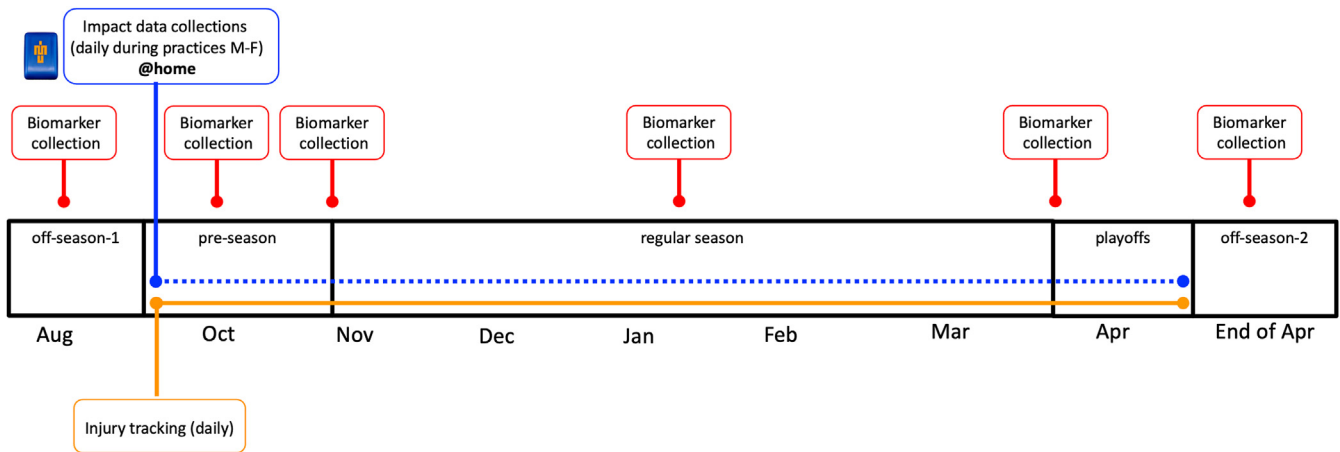 Impact data collections
(daily during practices M-F)
@home
Biomarker
collection
Biomarker
collection
Biomarker
collection
Biomarker
collection
Biomarker
collection
Biomarker
collection
off-season-1
pre-season
regular season
playoffs
off-season-2
Aug
Oct
Nov
Dec
Jan
Feb
Mar
Apr
End of Apr
Injury tracking (daily)